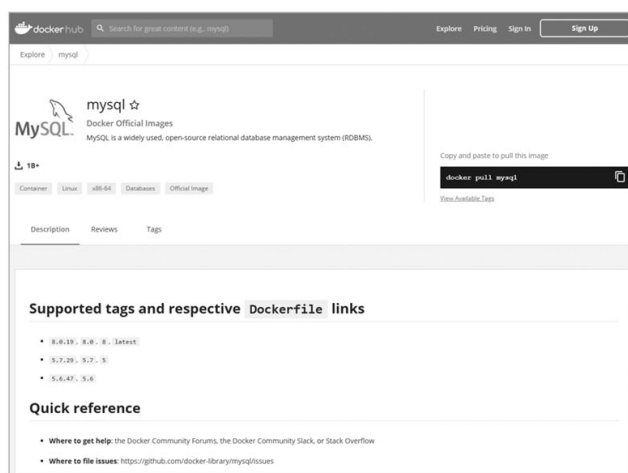 dockerhub Search for great content (e.g., mysql) Explore Pricing Sign In Sign Up
Explore mysql
mysql
Docker Official Images
MySQL is a widely used, open-source relational database management system (RDBMS).
MySQL
1B+
Container Linux x86-64 Databases Official Image
Copy and paste to pull this image
docker pull mysql
View Available Tags
Description Reviews Tags
Supported tags and respective Dockerfile links
• 8.0.19, 8.0, 8, latest
• 5.7.29, 5.7, 5
• 5.6.47, 5.6
Quick reference
• Where to get help: the Docker Community Forums, the Docker Community Slack, or Stack Overflow
• Where to file issues: https://github.com/docker-library/mysql/issues